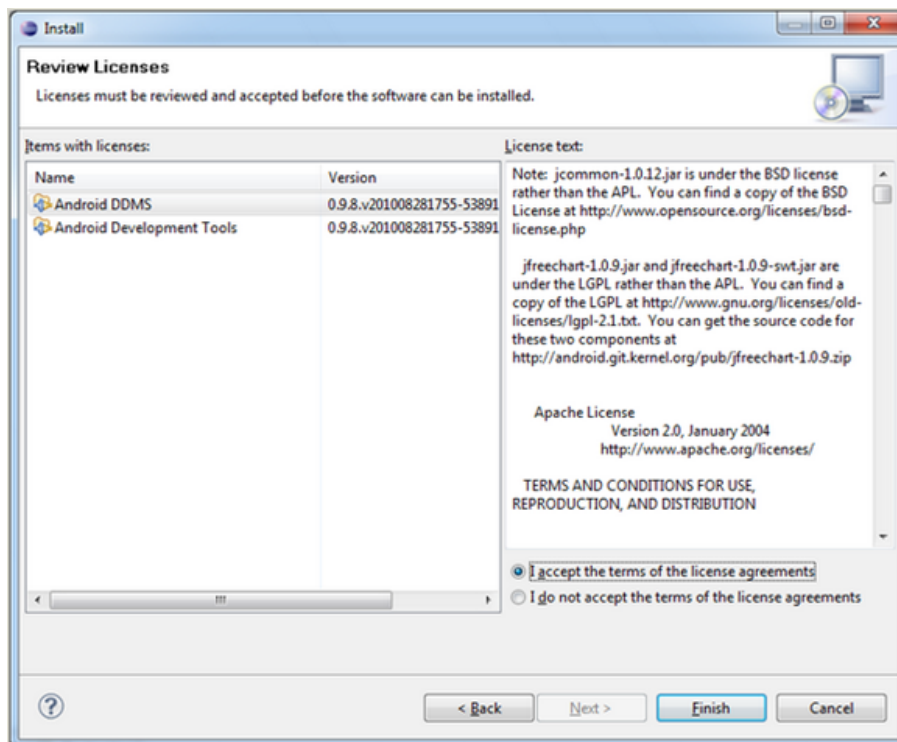 Install
Review Licenses
Licenses must be reviewed and accepted before the software can be installed.
Items with licenses:
Name Version
Android DDMS 0.9.8.v201008281755-53891
Android Development Tools 0.9.8.v201008281755-53891
License text:
Note: jcommon-1.0.12.jar is under the BSD license
rather than the APL. You can find a copy of the BSD
License at http://www.opensource.org/licenses/bsd-
license.php
jfreechart-1.0.9.jar and jfreechart-1.0.9-swt.jar are
under the LGPL rather than the APL. You can find a
copy of the LGPL at http://www.gnu.org/licenses/old-
licenses/lgpl-2.1.txt. You can get the source code for
these two components at
http://android.git.kernel.org/pub/jfreechart-1.0.9.zip
Apache License
Version 2.0, January 2004
http://www.apache.org/licenses/
TERMS AND CONDITIONS FOR USE,
REPRODUCTION, AND DISTRIBUTION
I accept the terms of the license agreements
I do not accept the terms of the license agreements
? < Back Next > Finish Cancel